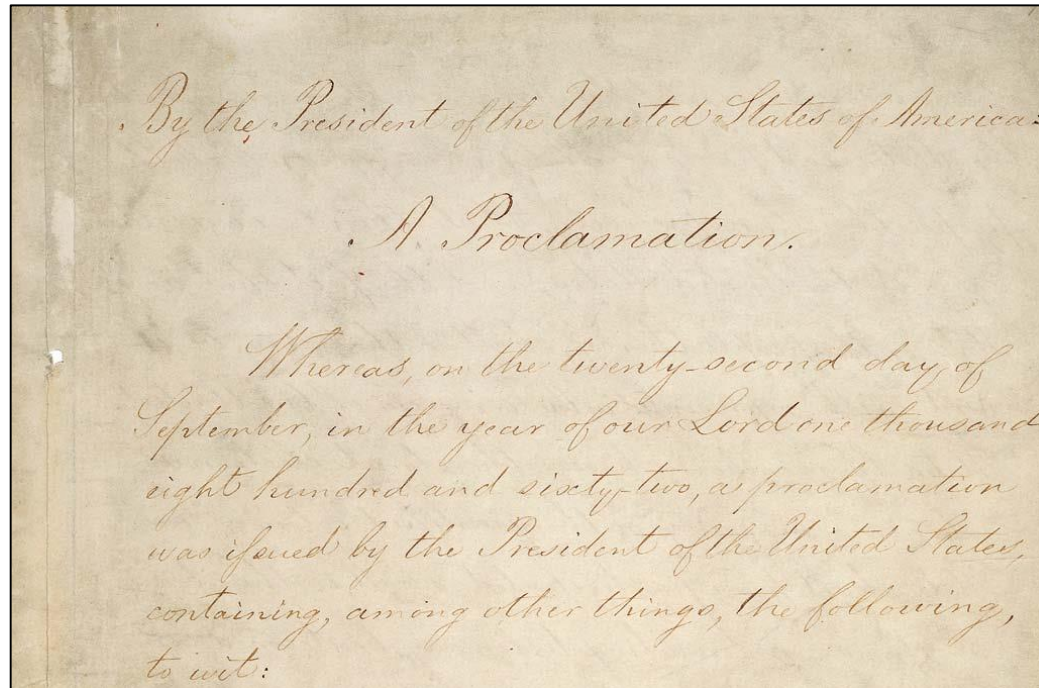 By the President of the United States of America:
A Proclamation.
Whereas, on the twenty-second day of
September, in the year of our Lord one thousand
eight hundred and sixty-two, a proclamation
was issued by the President of the United States,
containing, among other things, the following,
to wit: